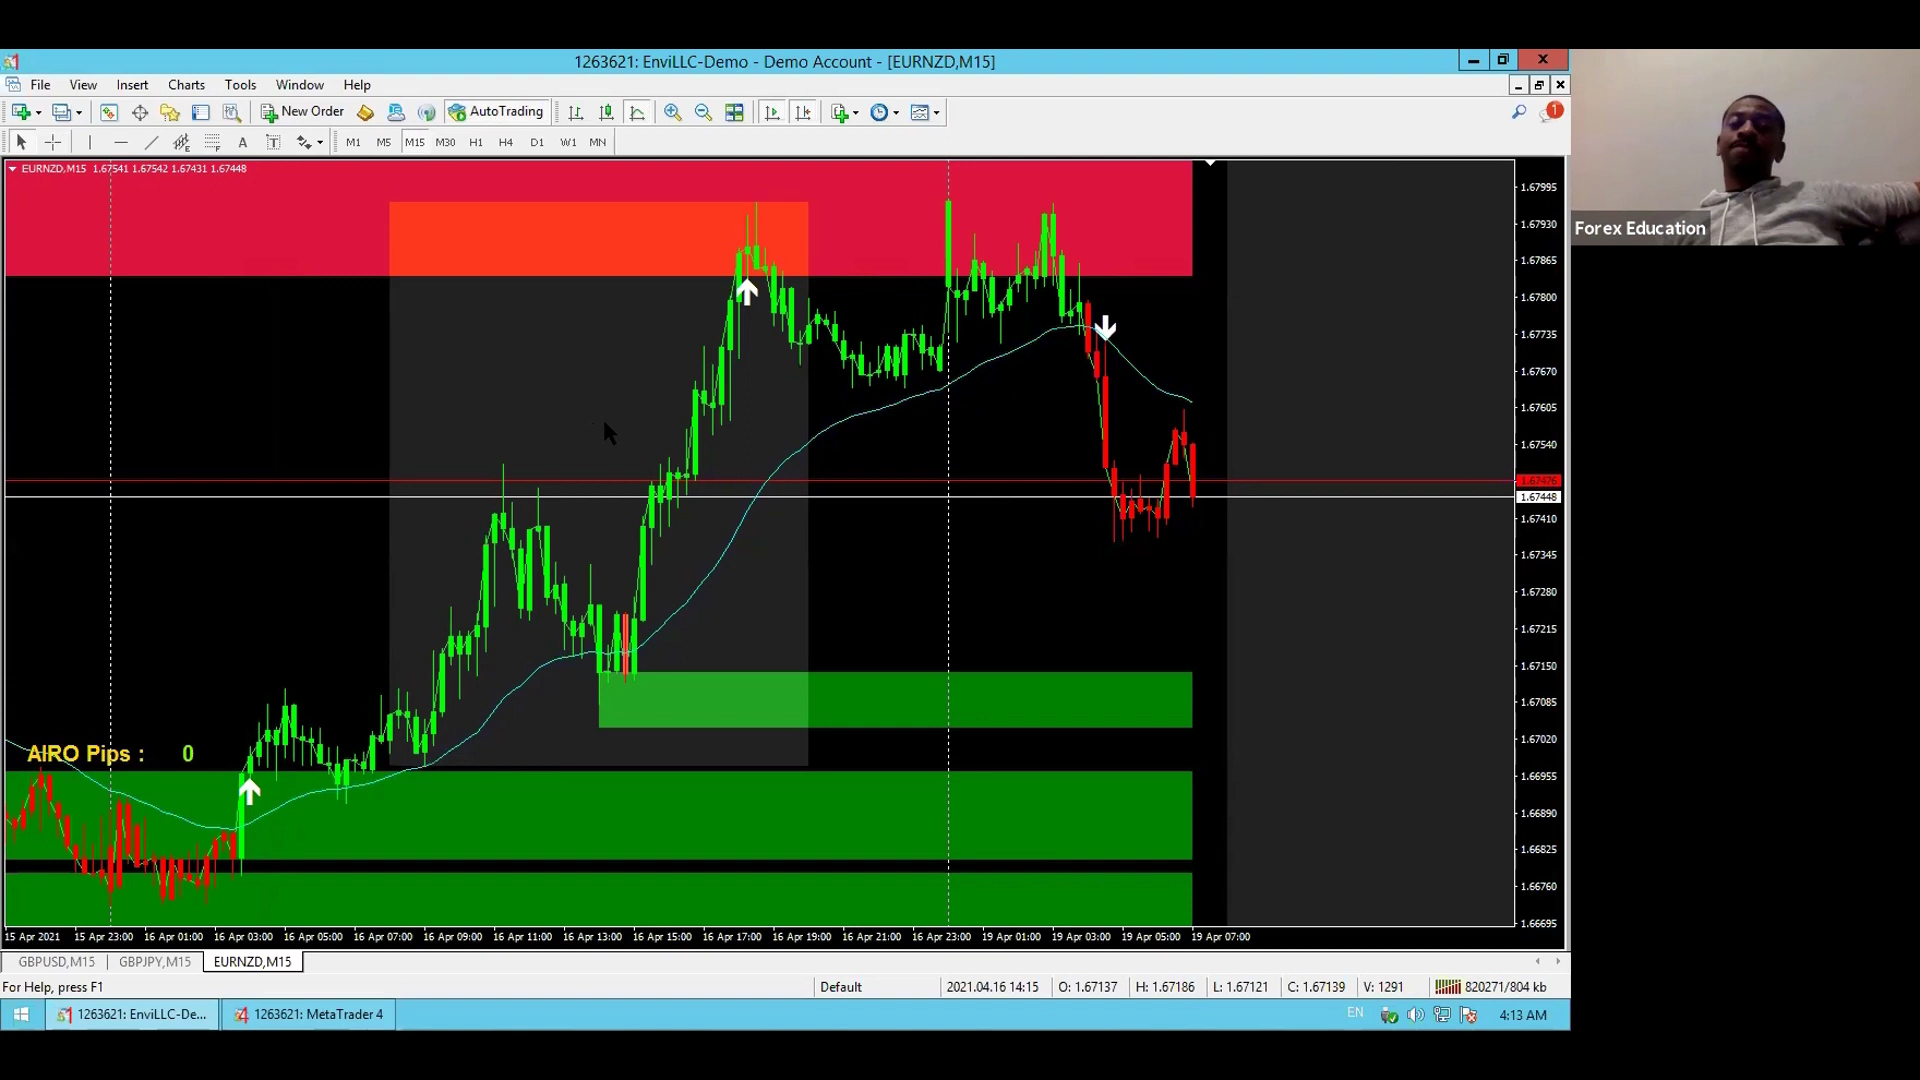 1263621: EnviLLC-Demo - Demo Account - [EURNZD,M15]
File View Insert Charts Tools Window Help
New Order AutoTrading 1
A T M1 M5 M15 M30 H1 H4 D1 W1 MN
EURNZD,M15 1.67541 1.67542 1.67431 1.67448
Forex Education
1.67995
1.67930
1.67865
1.67800
1.67735
1.67670
1.67605
1.67540
1.67476
1.67448
1.67410
1.67345
1.67280
1.67215
1.67150
1.67085
1.67020
1.66955
1.66890
1.66825
1.66760
1.66695
AIRO Pips : 0
15 Apr 2021 15 Apr 23:00 16 Apr 01:00 16 Apr 03:00 16 Apr 05:00 16 Apr 07:00 16 Apr 09:00 16 Apr 11:00 16 Apr 13:00 16 Apr 15:00 16 Apr 17:00 16 Apr 19:00 16 Apr 21:00 16 Apr 23:00 19 Apr 01:00 19 Apr 03:00 19 Apr 05:00 19 Apr 07:00
GBPUSD,M15 GBPJPY,M15 EURNZD,M15
For Help, press F1 Default 2021.04.16 14:15 O: 1.67137 H: 1.67186 L: 1.67121 C: 1.67139 V: 1291 820271/804 kb
1263621: EnviLLC-De... 1263621: MetaTrader 4 EN 4:13 AM